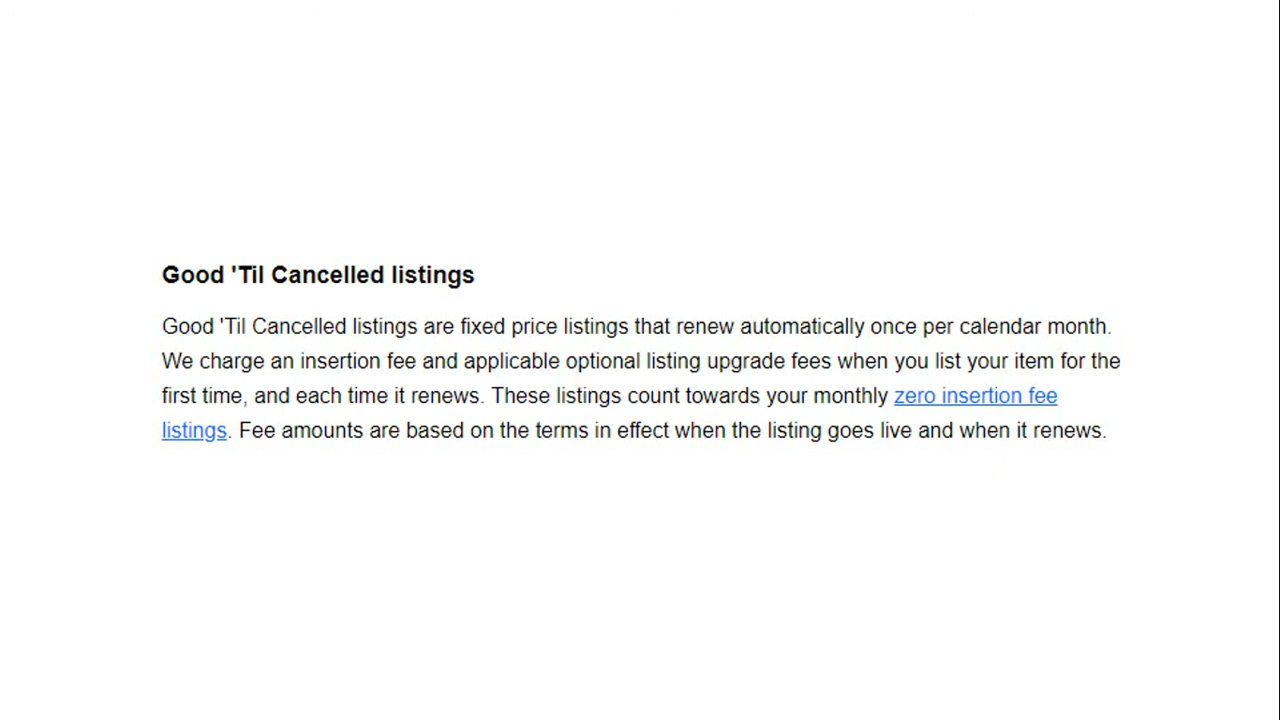 Good 'Til Cancelled listings
Good 'Til Cancelled listings are fixed price listings that renew automatically once per calendar month.
We charge an insertion fee and applicable optional listing upgrade fees when you list your item for the
first time, and each time it renews. These listings count towards your monthly zero insertion fee
listings. Fee amounts are based on the terms in effect when the listing goes live and when it renews.